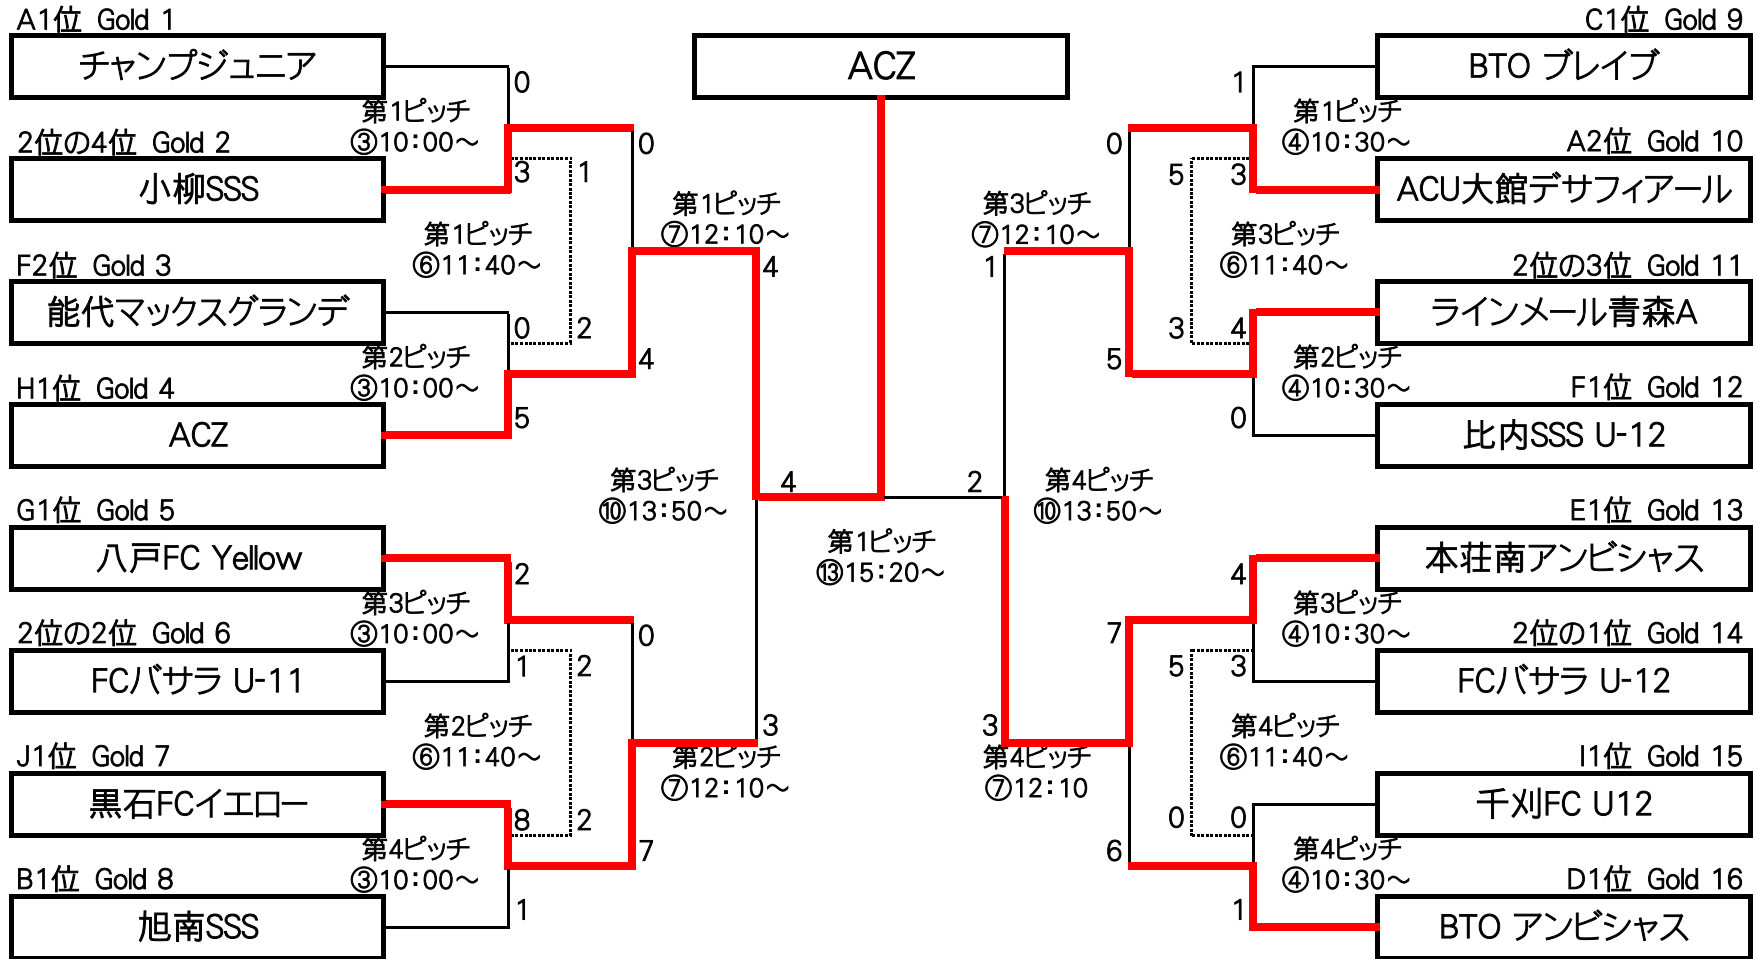 A1位 Gold 1
チャンプジュニア
0
第1ピッチ
③10:00～
2位の4位 Gold 2
小柳SSS
3
1
0
第1ピッチ
⑥11:40～
第1ピッチ
⑦12:10～
F2位 Gold 3
能代マックスグランデ
0
2
4
第2ピッチ
③10:00～
4
H1位 Gold 4
ACZ
5
第3ピッチ
⑩13:50～
4
G1位 Gold 5
八戸FC Yellow
2
第3ピッチ
③10:00～
0
2位の2位 Gold 6
FCバサラ U-11
1
2
第2ピッチ
⑥11:40～
3
第2ピッチ
⑦12:10～
J1位 Gold 7
黒石FCイエロー
8
2
7
第4ピッチ
③10:00～
B1位 Gold 8
旭南SSS
1
ACZ
第1ピッチ
⑬15:20～
C1位 Gold 9
BTO ブレイブ
1
第1ピッチ
④10:30～
0
A2位 Gold 10
ACU大館デサフィアール
5
3
第3ピッチ
⑦12:10～
第3ピッチ
⑥11:40～
1
2位の3位 Gold 11
ラインメール青森A
3
4
5
第2ピッチ
④10:30～
F1位 Gold 12
比内SSS U-12
0
2
第4ピッチ
⑩13:50～
E1位 Gold 13
本荘南アンビシャス
4
第3ピッチ
④10:30～
7
2位の1位 Gold 14
FCバサラ U-12
5
3
第4ピッチ
⑥11:40～
3
第4ピッチ
⑦12:10
I1位 Gold 15
千刈FC U12
0
0
6
第4ピッチ
④10:30～
D1位 Gold 16
BTO アンビシャス
1